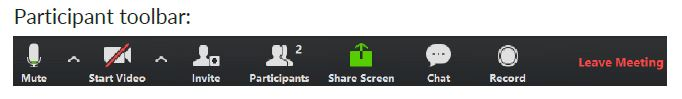 Participant toolbar:
2
Mute Start Video Invite Participants Share Screen Chat Record Leave Meeting